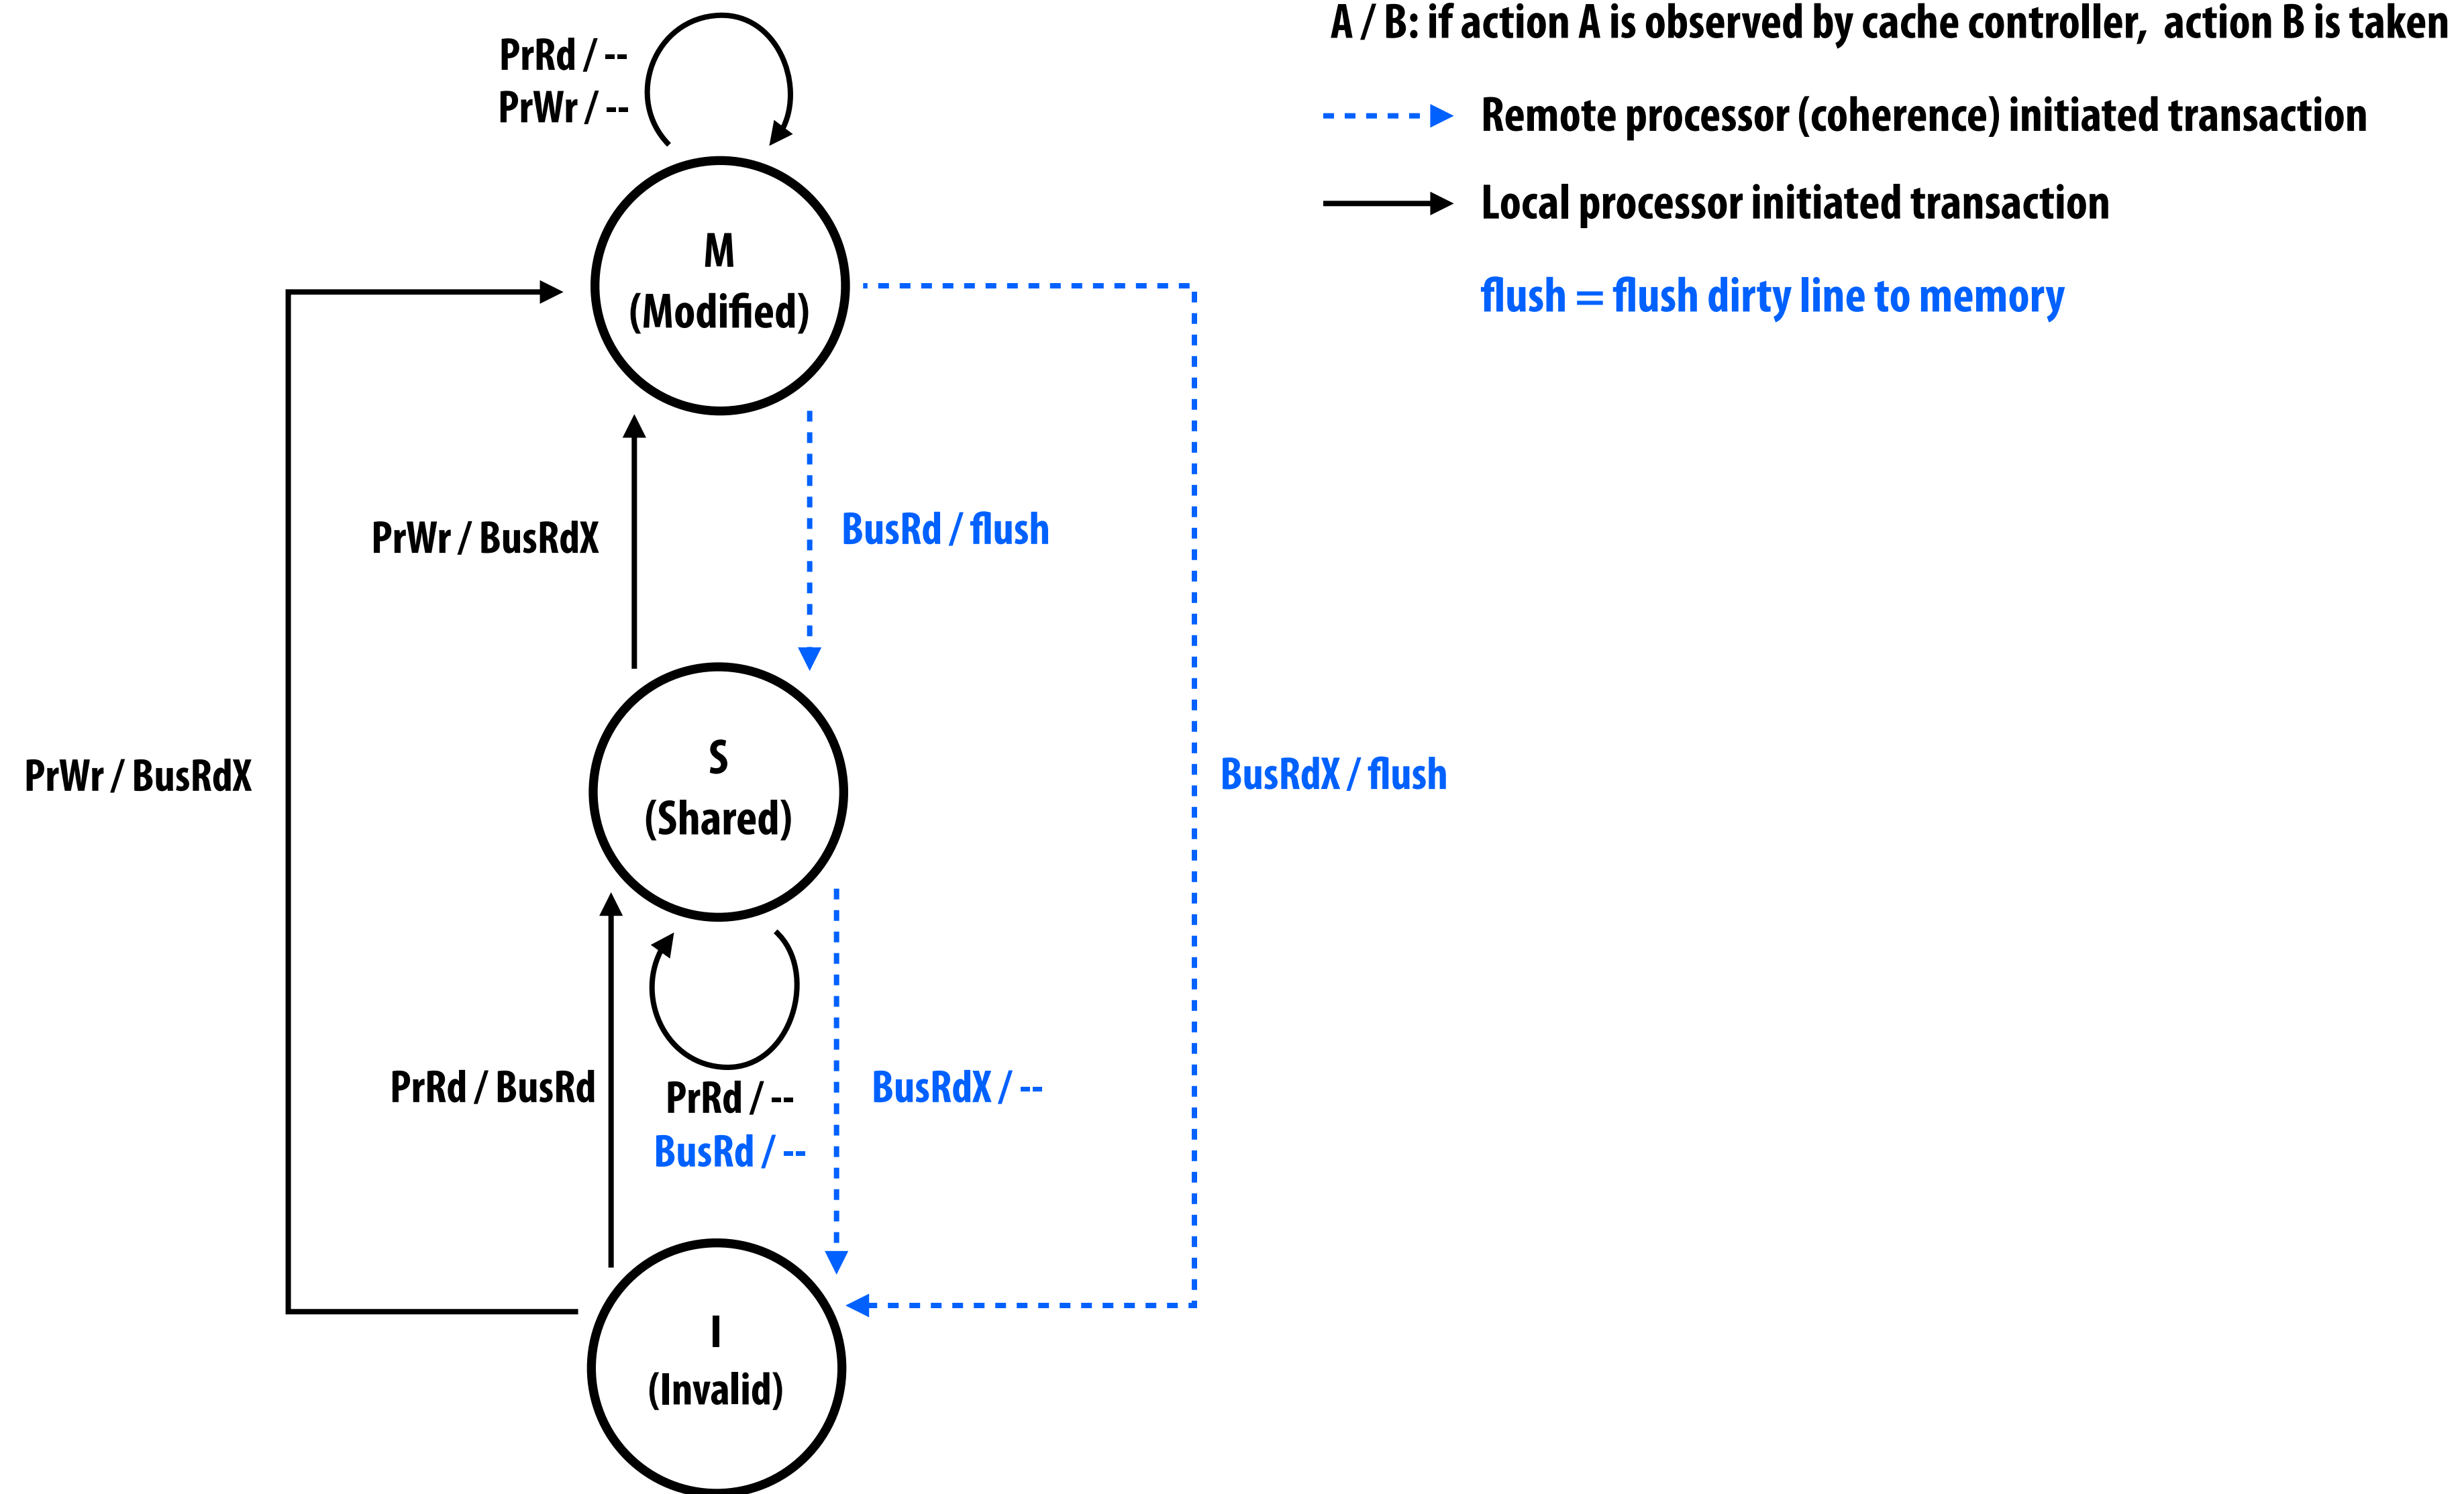 A / B: if action A is observed by cache controller, action B is taken
Remote processor (coherence) initiated transaction
Local processor initiated transaction
flush = flush dirty line to memory
PrRd / --
PrWr / --
M
(Modified)
PrWr / BusRdX
BusRd / flush
S
(Shared)
PrWr / BusRdX
BusRdX / flush
PrRd / BusRd
PrRd / --
BusRd / --
BusRdX / --
I
(Invalid)